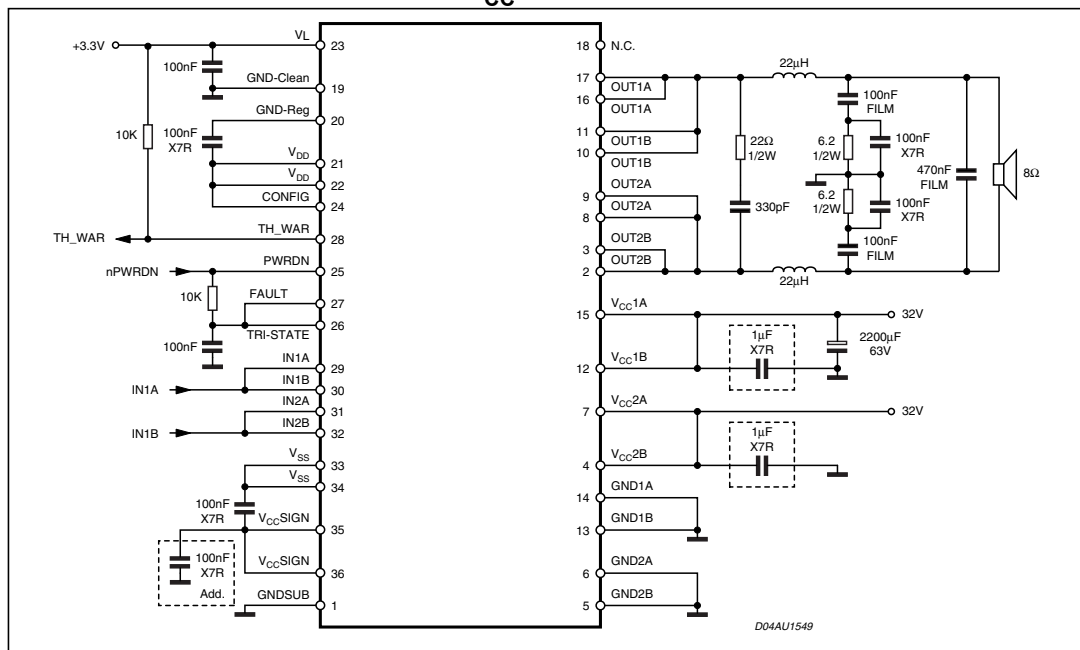 CC
+3.3V
VL
23
100nF
GND-Clean
19
GND-Reg
20
10K
100nF
X7R
VDD
21
VDD
22
CONFIG
24
TH_WAR
TH_WAR
28
nPWRDN
PWRDN
25
10K
FAULT
27
26
TRI-STATE
100nF
IN1A
29
IN1A
IN1B
30
IN2A
31
IN1B
IN2B
32
VSS
33
VSS
34
100nF
X7R
VCCSIGN
35
100nF
X7R
Add.
VCCSIGN
36
GNDSUB
1
18
N.C.
17
OUT1A
16
OUT1A
11
OUT1B
10
OUT1B
OUT2A
9
OUT2A
8
OUT2B
3
OUT2B
2
22µH
22Ω
1/2W
330pF
100nF
FILM
6.2
1/2W
100nF
X7R
6.2
1/2W
100nF
X7R
100nF
FILM
22µH
470nF
FILM
8Ω
15
VCC1A
32V
1µF
X7R
2200µF
63V
12
VCC1B
7
VCC2A
32V
1µF
X7R
4
VCC2B
14
GND1A
13
GND1B
6
GND2A
5
GND2B
D04AU1549